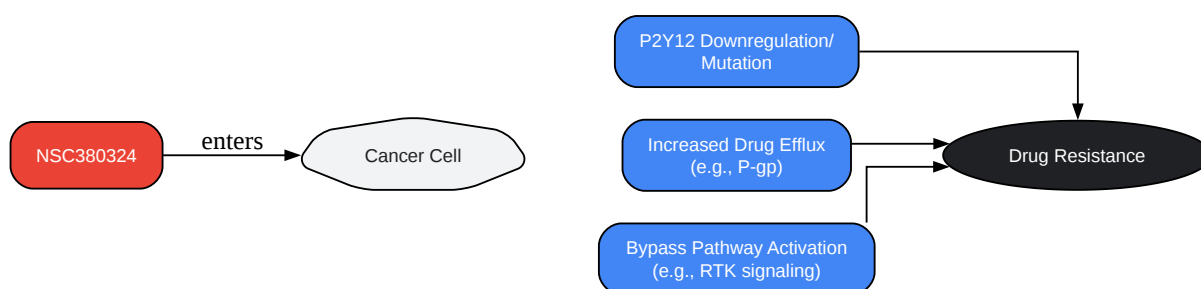 NSC380324
enters
Cancer Cell
P2Y12 Downregulation/
Mutation
Increased Drug Efflux
(e.g., P-gp)
Bypass Pathway Activation
(e.g., RTK signaling)
Drug Resistance